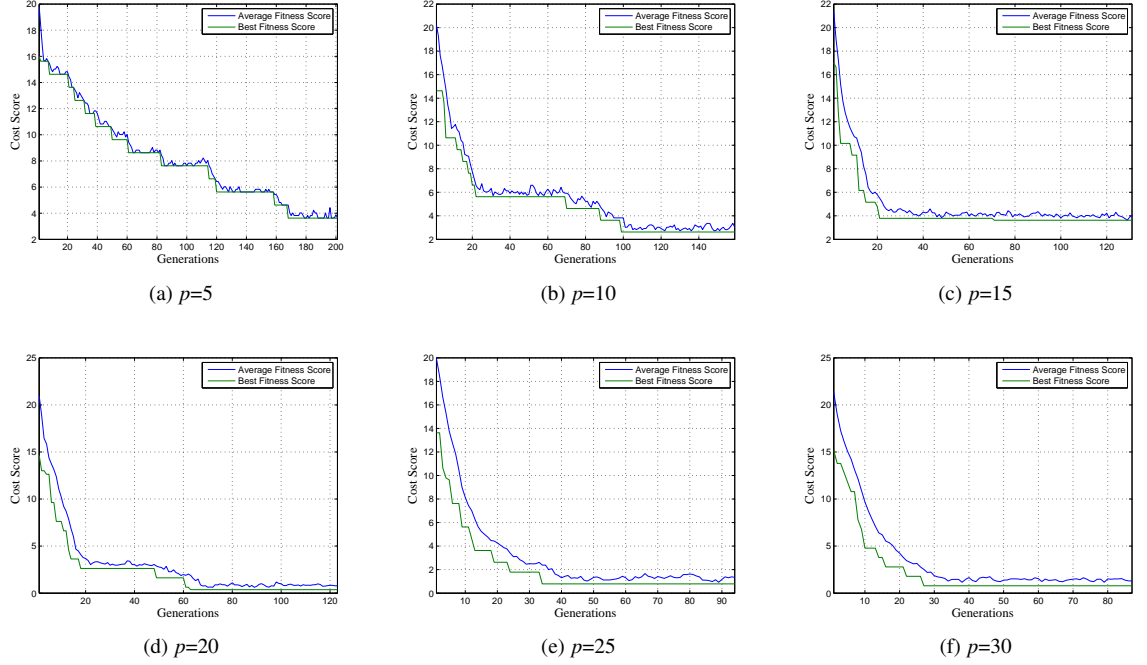 20
18
16
14
12
10
8
6
4
2
Cost Score
20 40 60 80 100 120 140 160 180 200
Generations
Average Fitness Score
Best Fitness Score
(a) p=5
22
20
18
16
14
12
10
8
6
4
2
Cost Score
20 40 60 80 100 120 140
Generations
Average Fitness Score
Best Fitness Score
(b) p=10
22
20
18
16
14
12
10
8
6
4
2
Cost Score
20 40 60 80 100 120
Generations
Average Fitness Score
Best Fitness Score
(c) p=15
25
20
15
10
5
0
Cost Score
20 40 60 80 100 120
Generations
Average Fitness Score
Best Fitness Score
(d) p=20
20
18
16
14
12
10
8
6
4
2
0
Cost Score
10 20 30 40 50 60 70 80 90
Generations
Average Fitness Score
Best Fitness Score
(e) p=25
25
20
15
10
5
0
Cost Score
10 20 30 40 50 60 70 80
Generations
Average Fitness Score
Best Fitness Score
(f) p=30